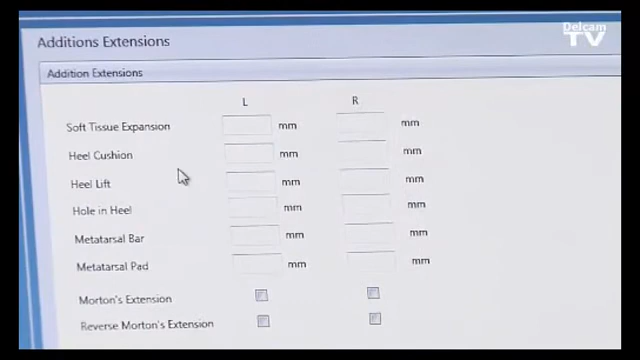 Delcam
TV
Additions Extensions
Addition Extensions
L R
Soft Tissue Expansion mm mm
Heel Cushion mm mm
Heel Lift mm mm
Hole in Heel mm mm
Metatarsal Bar mm mm
Metatarsal Pad mm mm
Morton's Extension
Reverse Morton's Extension